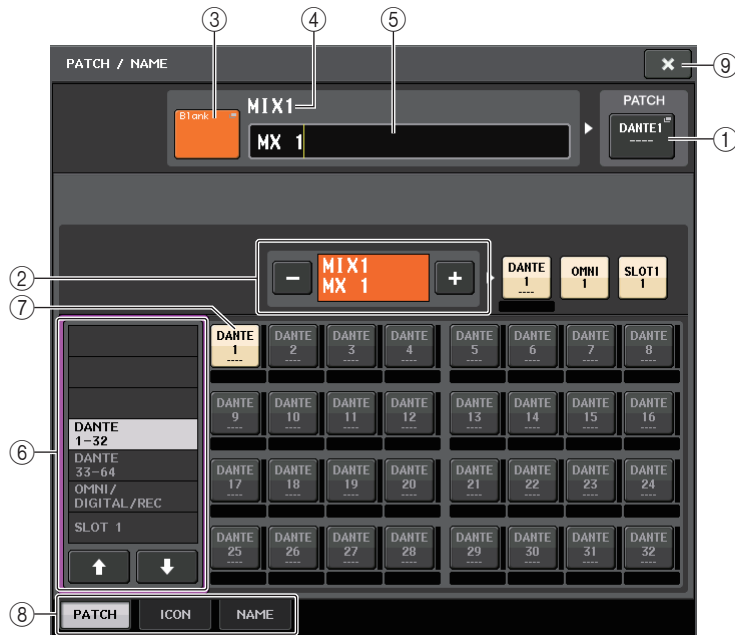 ③ ④ ⑤
PATCH / NAME
× ⑨
Blank
MIX1
MX 1
PATCH
DANTE1
----
①
②
− MIX1 +
MX 1
DANTE OMNI SLOT1
1 1 1
----
⑦
⑥
DANTE
1-32
DANTE
33-64
OMNI/
DIGITAL/REC
SLOT 1
DANTE DANTE DANTE DANTE DANTE DANTE DANTE DANTE
1 2 3 4 5 6 7 8
---- ---- ---- ---- ---- ---- ---- ----
DANTE DANTE DANTE DANTE DANTE DANTE DANTE DANTE
9 10 11 12 13 14 15 16
---- ---- ---- ---- ---- ---- ---- ----
DANTE DANTE DANTE DANTE DANTE DANTE DANTE DANTE
17 18 19 20 21 22 23 24
---- ---- ---- ---- ---- ---- ---- ----
DANTE DANTE DANTE DANTE DANTE DANTE DANTE DANTE
25 26 27 28 29 30 31 32
---- ---- ---- ---- ---- ---- ---- ----
⑧
PATCH ICON NAME